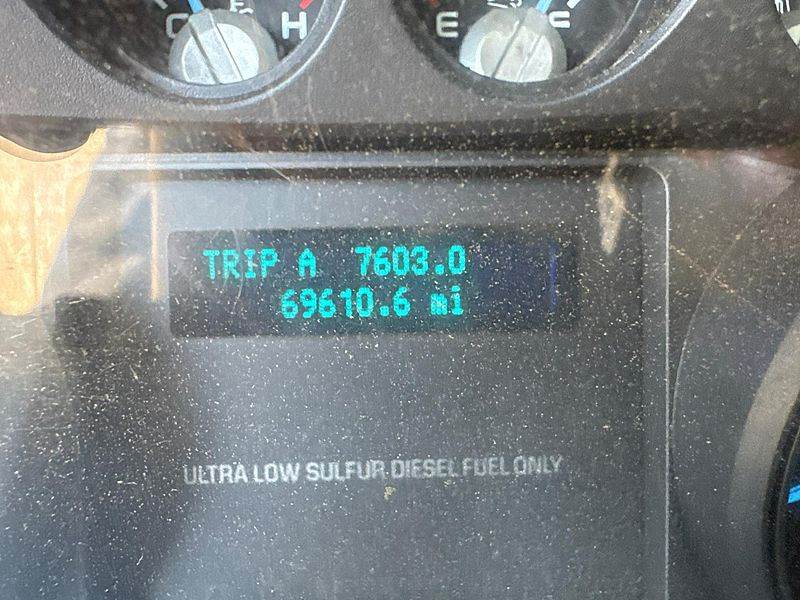 C H E F
TRIP A 7603.0
69610.6 mi
ULTRA LOW SULFUR DIESEL FUEL ONLY